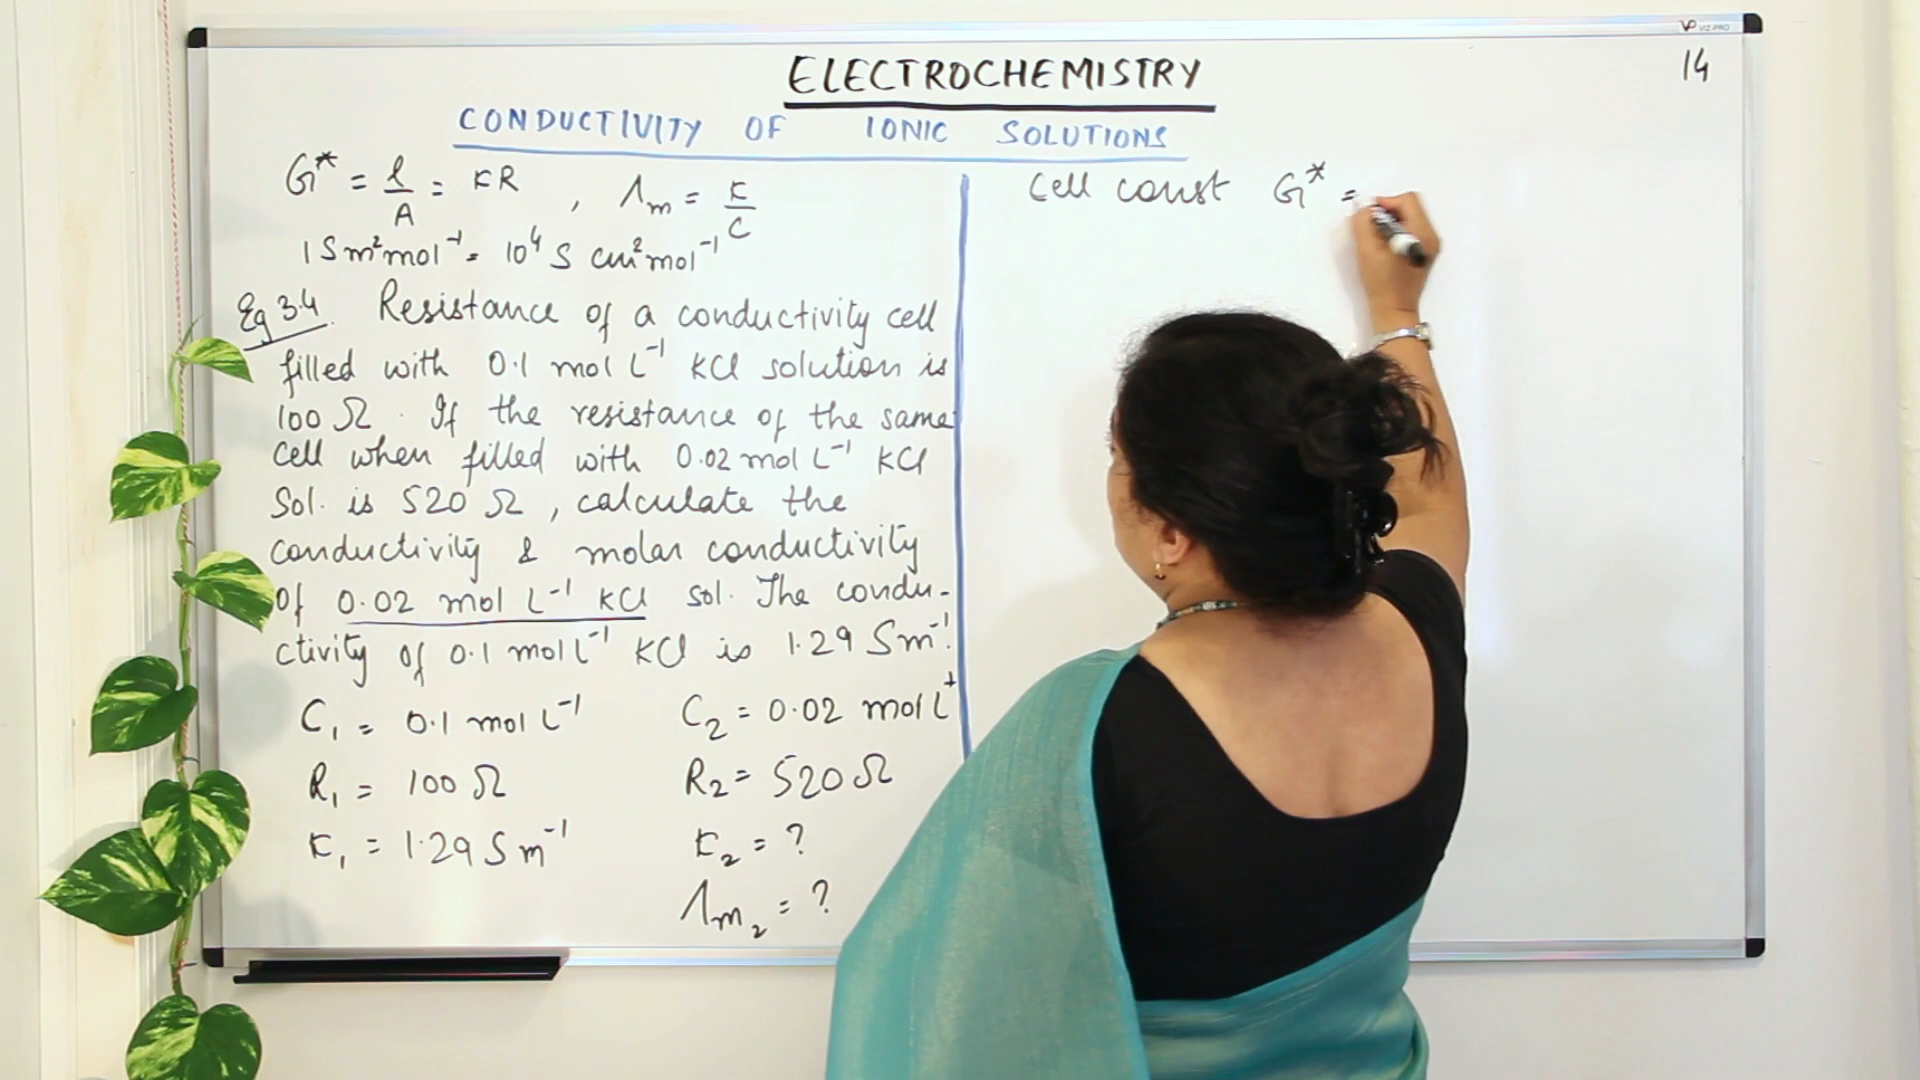 VIZ-PRO
14
ELECTROCHEMISTRY
CONDUCTIVITY OF IONIC SOLUTIONS
G* = l/A = κR , Λm = κ/C
1 S m² mol⁻¹ = 10⁴ S cm² mol⁻¹
Eg 3.4 Resistance of a conductivity cell
filled with 0.1 mol L⁻¹ KCl solution is
100 Ω. If the resistance of the same
cell when filled with 0.02 mol L⁻¹ KCl
Sol. is 520 Ω, calculate the
conductivity & molar conductivity
of 0.02 mol L⁻¹ KCl sol. The condu-
ctivity of 0.1 mol L⁻¹ KCl is 1.29 S m⁻¹.
C₁ = 0.1 mol L⁻¹ C₂ = 0.02 mol L⁻¹
R₁ = 100 Ω R₂ = 520 Ω
κ₁ = 1.29 S m⁻¹ κ₂ = ?
Λm₂ = ?
Cell const G* =